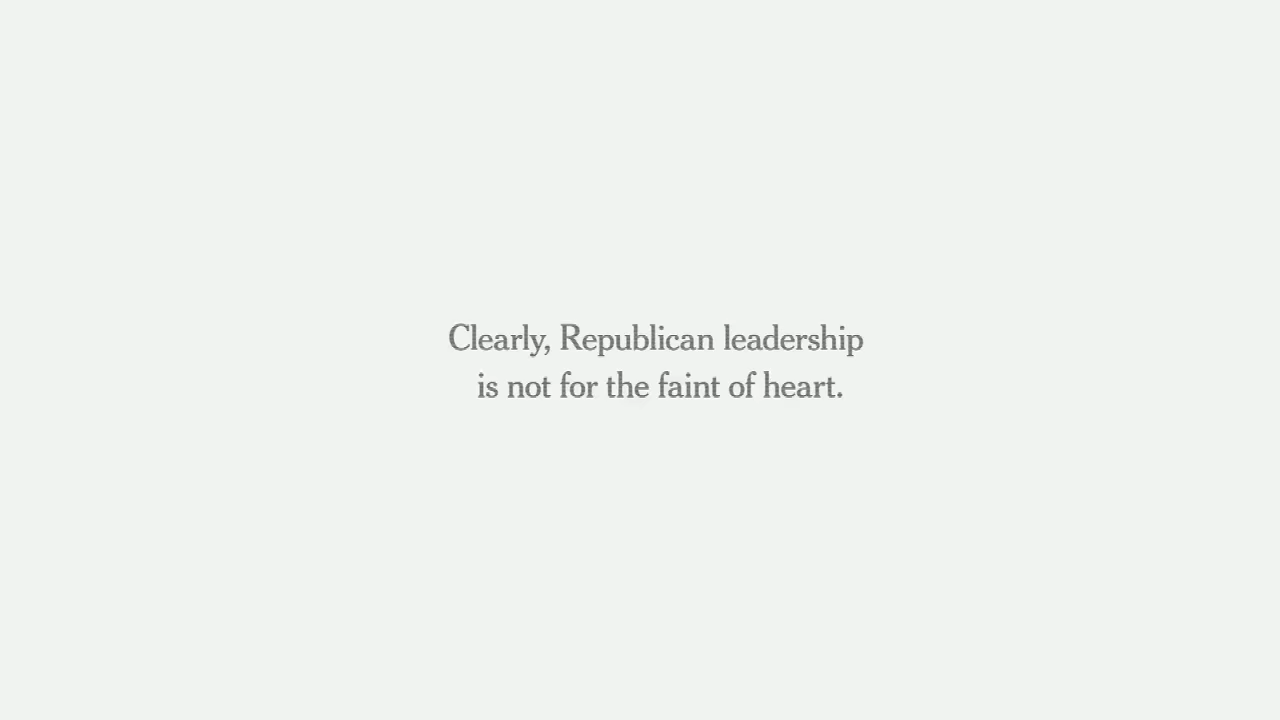 Clearly, Republican leadership
is not for the faint of heart.